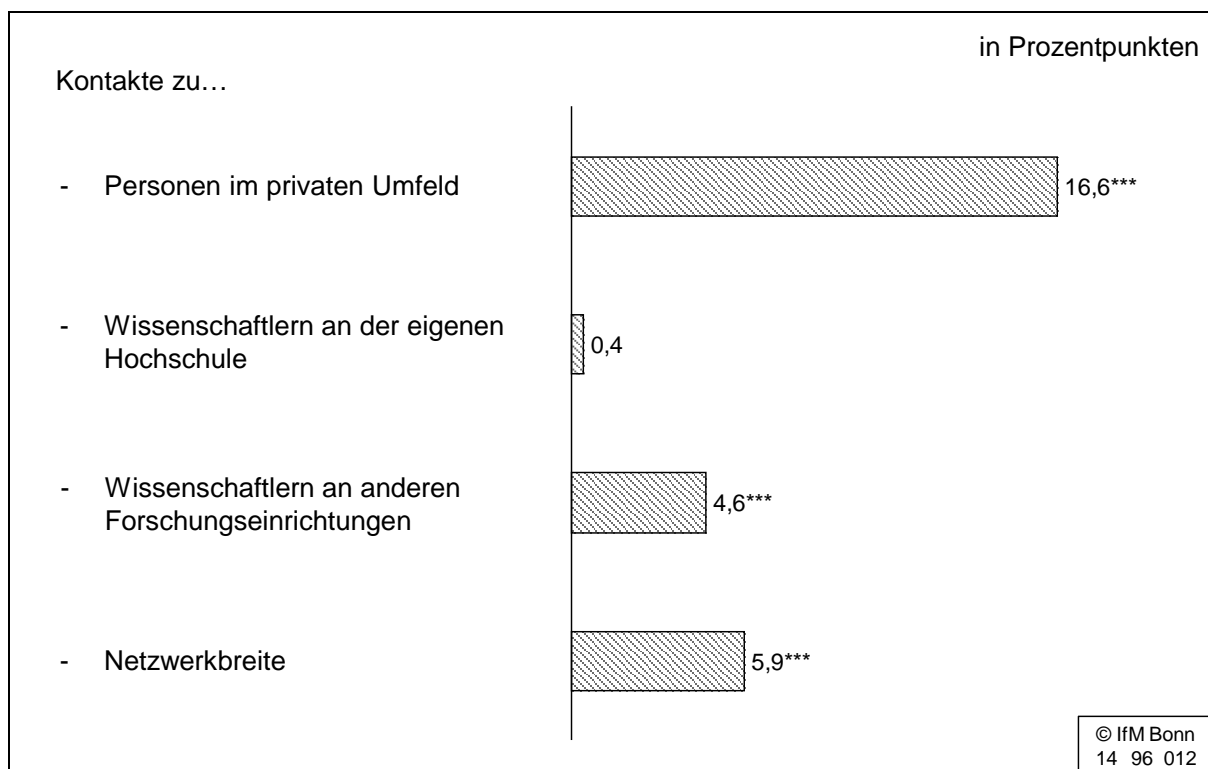 in Prozentpunkten
Kontakte zu…
- Personen im privaten Umfeld
16,6***
- Wissenschaftlern an der eigenen
Hochschule
0,4
- Wissenschaftlern an anderen
Forschungseinrichtungen
4,6***
- Netzwerkbreite
5,9***
© IfM Bonn
14 96 012